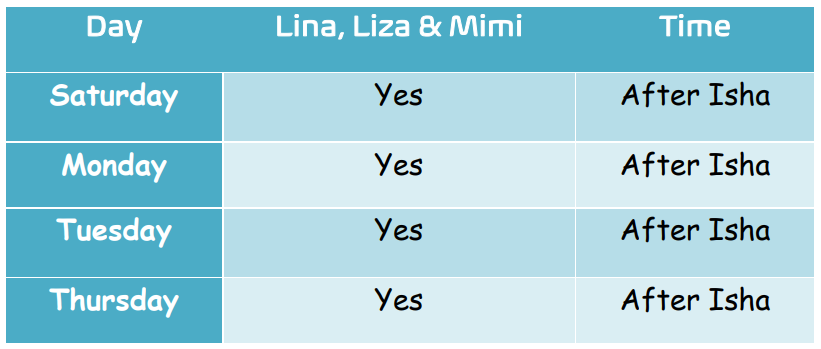 Day Lina, Liza & Mimi Time
Saturday Yes After Isha
Monday Yes After Isha
Tuesday Yes After Isha
Thursday Yes After Isha